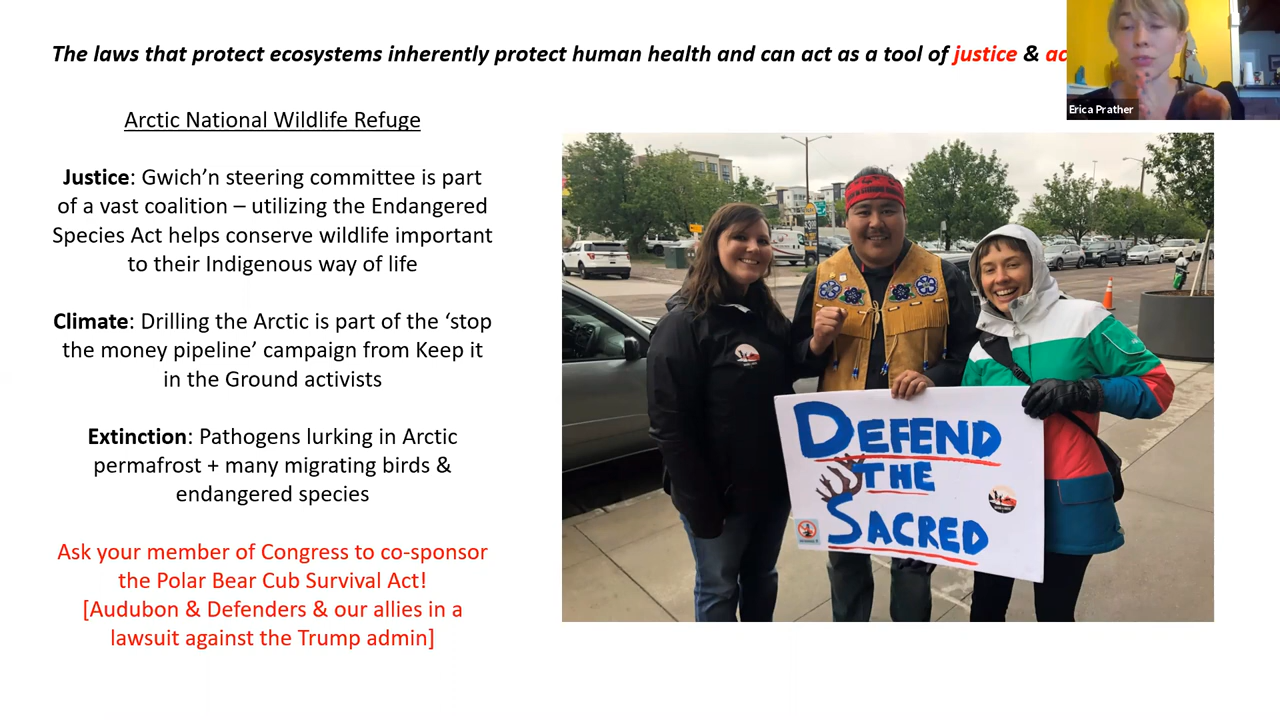 The laws that protect ecosystems inherently protect human health and can act as a tool of justice &
Erica Prather
Arctic National Wildlife Refuge
Justice: Gwich’n steering committee is part
of a vast coalition – utilizing the Endangered
Species Act helps conserve wildlife important
to their Indigenous way of life
Climate: Drilling the Arctic is part of the ‘stop
the money pipeline’ campaign from Keep it
in the Ground activists
Extinction: Pathogens lurking in Arctic
permafrost + many migrating birds &
endangered species
Ask your member of Congress to co-sponsor
the Polar Bear Cub Survival Act!
[Audubon & Defenders & our allies in a
lawsuit against the Trump admin]
DEFEND
THE
SACRED